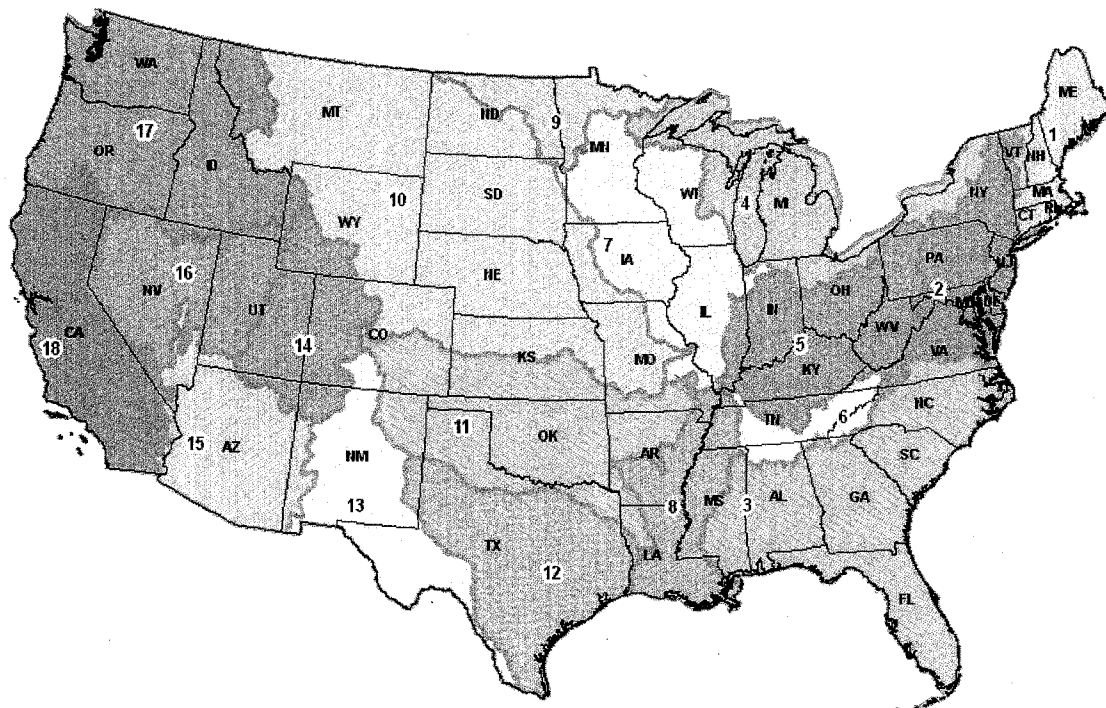 WA
ME
MT
ND
9
1
17
MN
VT
NH
OR
ID
NY
MA
SD
WI
4
MI
CT
RI
10
WY
7
IA
PA
NJ
16
NE
OH
2
NV
UT
IL
IN
MD
DE
CA
WV
18
14
CO
5
VA
KS
MO
KY
NC
TN
6
15
AZ
11
OK
AR
NM
SC
13
8
MS
3
AL
GA
TX
LA
12
FL